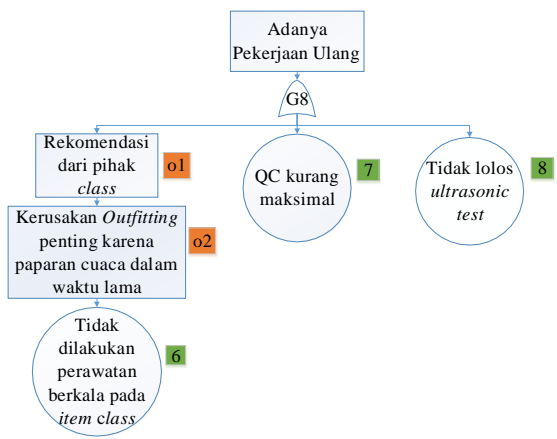 Adanya
Pekerjaan Ulang
G8
Rekomendasi
dari pihak
class
o1
QC kurang
maksimal
7
Tidak lolos
ultrasonic
test
8
Kerusakan Outfitting
penting karena
paparan cuaca dalam
waktu lama
o2
Tidak
dilakukan
perawatan
berkala pada
item class
6